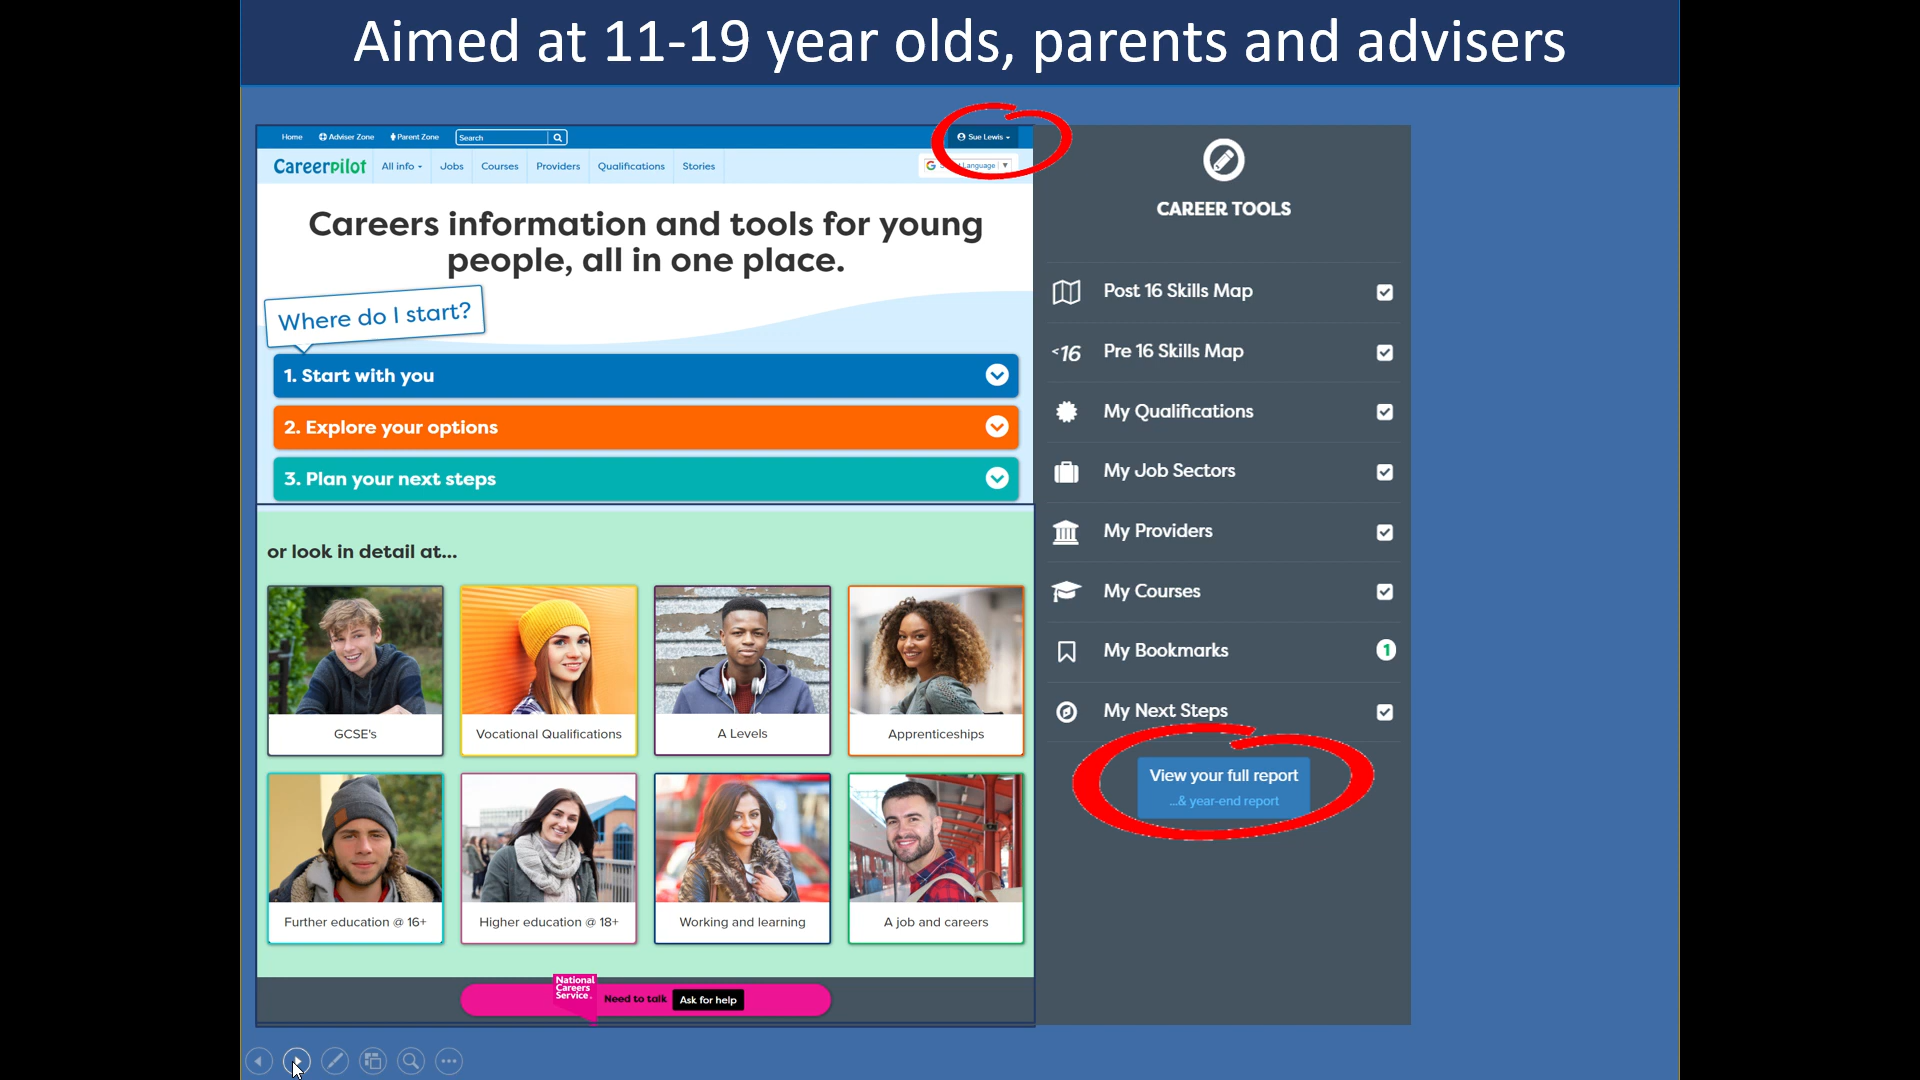 Aimed at 11-19 year olds, parents and advisers
Home Adviser Zone Parent Zone Search Sue Lewis
Careerpilot All info Jobs Courses Providers Qualifications Stories Language
Careers information and tools for young
people, all in one place.
Where do I start?
1. Start with you
2. Explore your options
3. Plan your next steps
or look in detail at...
GCSE's
Vocational Qualifications
A Levels
Apprenticeships
Further education @ 16+
Higher education @ 18+
Working and learning
A job and careers
National
Careers
Service
Need to talk Ask for help
CAREER TOOLS
Post 16 Skills Map
<16 Pre 16 Skills Map
My Qualifications
My Job Sectors
My Providers
My Courses
My Bookmarks 1
My Next Steps
View your full report
...& year-end report